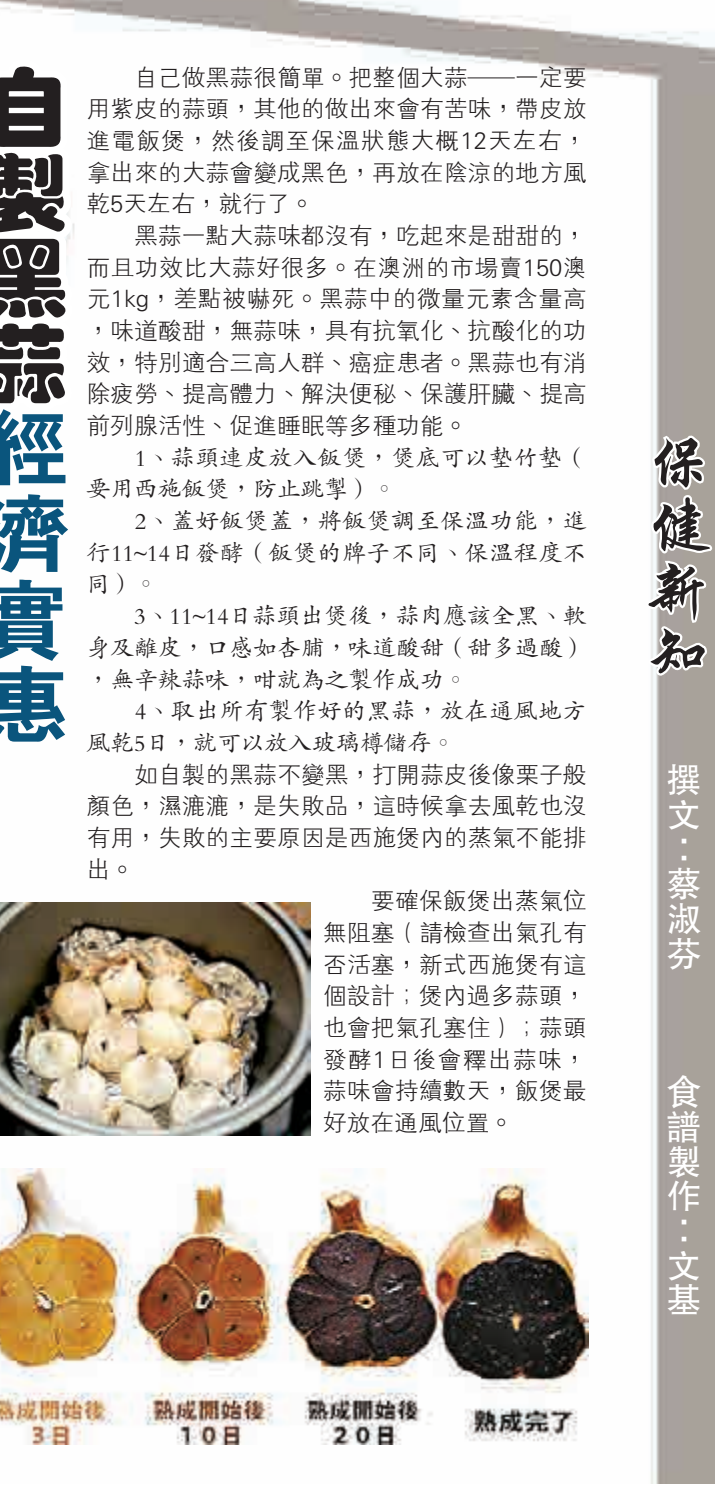 自製黑蒜經濟實惠
自己做黑蒜很簡單。把整個大蒜——一定要
用紫皮的蒜頭，其他的做出來會有苦味，帶皮放
進電飯煲，然後調至保溫狀態大概12天左右，
拿出來的大蒜會變成黑色，再放在陰涼的地方風
乾5天左右，就行了。
黑蒜一點大蒜味都沒有，吃起來是甜甜的，
而且功效比大蒜好很多。在澳洲的市場賣150澳
元1kg，差點被嚇死。黑蒜中的微量元素含量高
，味道酸甜，無蒜味，具有抗氧化、抗酸化的功
效，特別適合三高人群、癌症患者。黑蒜也有消
除疲勞、提高體力、解決便秘、保護肝臟、提高
前列腺活性、促進睡眠等多種功能。
1、蒜頭連皮放入飯煲，煲底可以墊竹墊（
要用西施飯煲，防止跳掣）。
2、蓋好飯煲蓋，將飯煲調至保溫功能，進
行11~14日發酵（飯煲的牌子不同、保溫程度不
同）。
3、11~14日蒜頭出煲後，蒜肉應該全黑、軟
身及離皮，口感如杏脯，味道酸甜（甜多過酸）
，無辛辣蒜味，咁就為之製作成功。
4、取出所有製作好的黑蒜，放在通風地方
風乾5日，就可以放入玻璃樽儲存。
如自製的黑蒜不變黑，打開蒜皮後像栗子般
顏色，濕漉漉，是失敗品，這時候拿去風乾也沒
有用，失敗的主要原因是西施煲內的蒸氣不能排
出。
要確保飯煲出蒸氣位
無阻塞（請檢查出氣孔有
否活塞，新式西施煲有這
個設計；煲內過多蒜頭，
也會把氣孔塞住）；蒜頭
發酵1日後會釋出蒜味，
蒜味會持續數天，飯煲最
好放在通風位置。
熟成開始後
3日
熟成開始後
10日
熟成開始後
20日
熟成完了
保健新知
撰文：蔡淑芬
食譜製作：文基